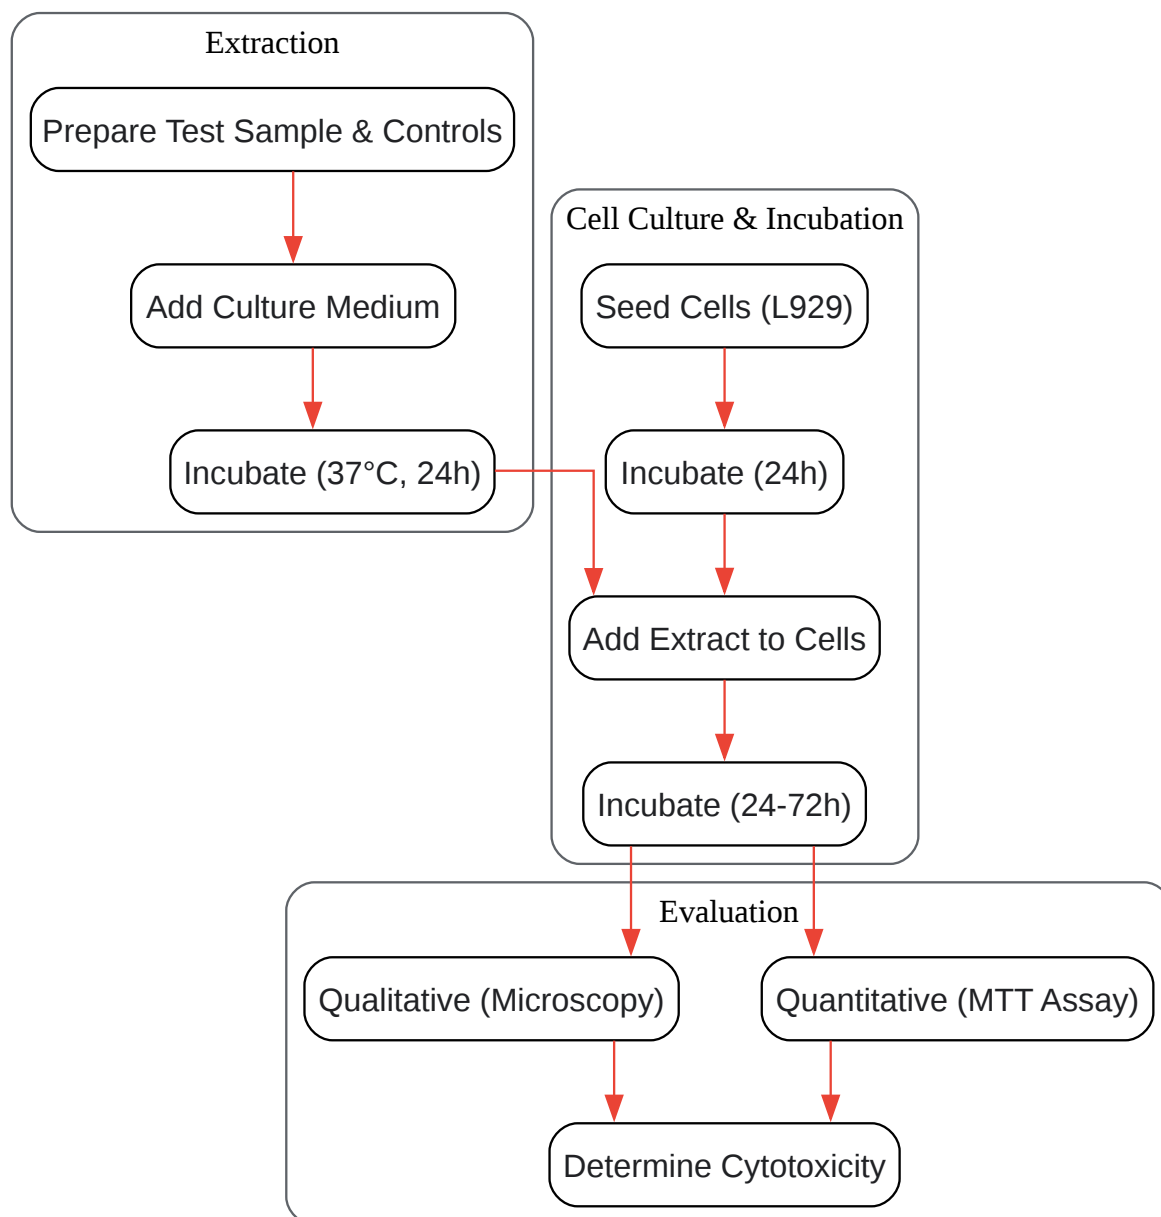 Extraction
Prepare Test Sample & Controls
Add Culture Medium
Incubate (37°C, 24h)
Cell Culture & Incubation
Seed Cells (L929)
Incubate (24h)
Add Extract to Cells
Incubate (24-72h)
Evaluation
Qualitative (Microscopy)
Quantitative (MTT Assay)
Determine Cytotoxicity